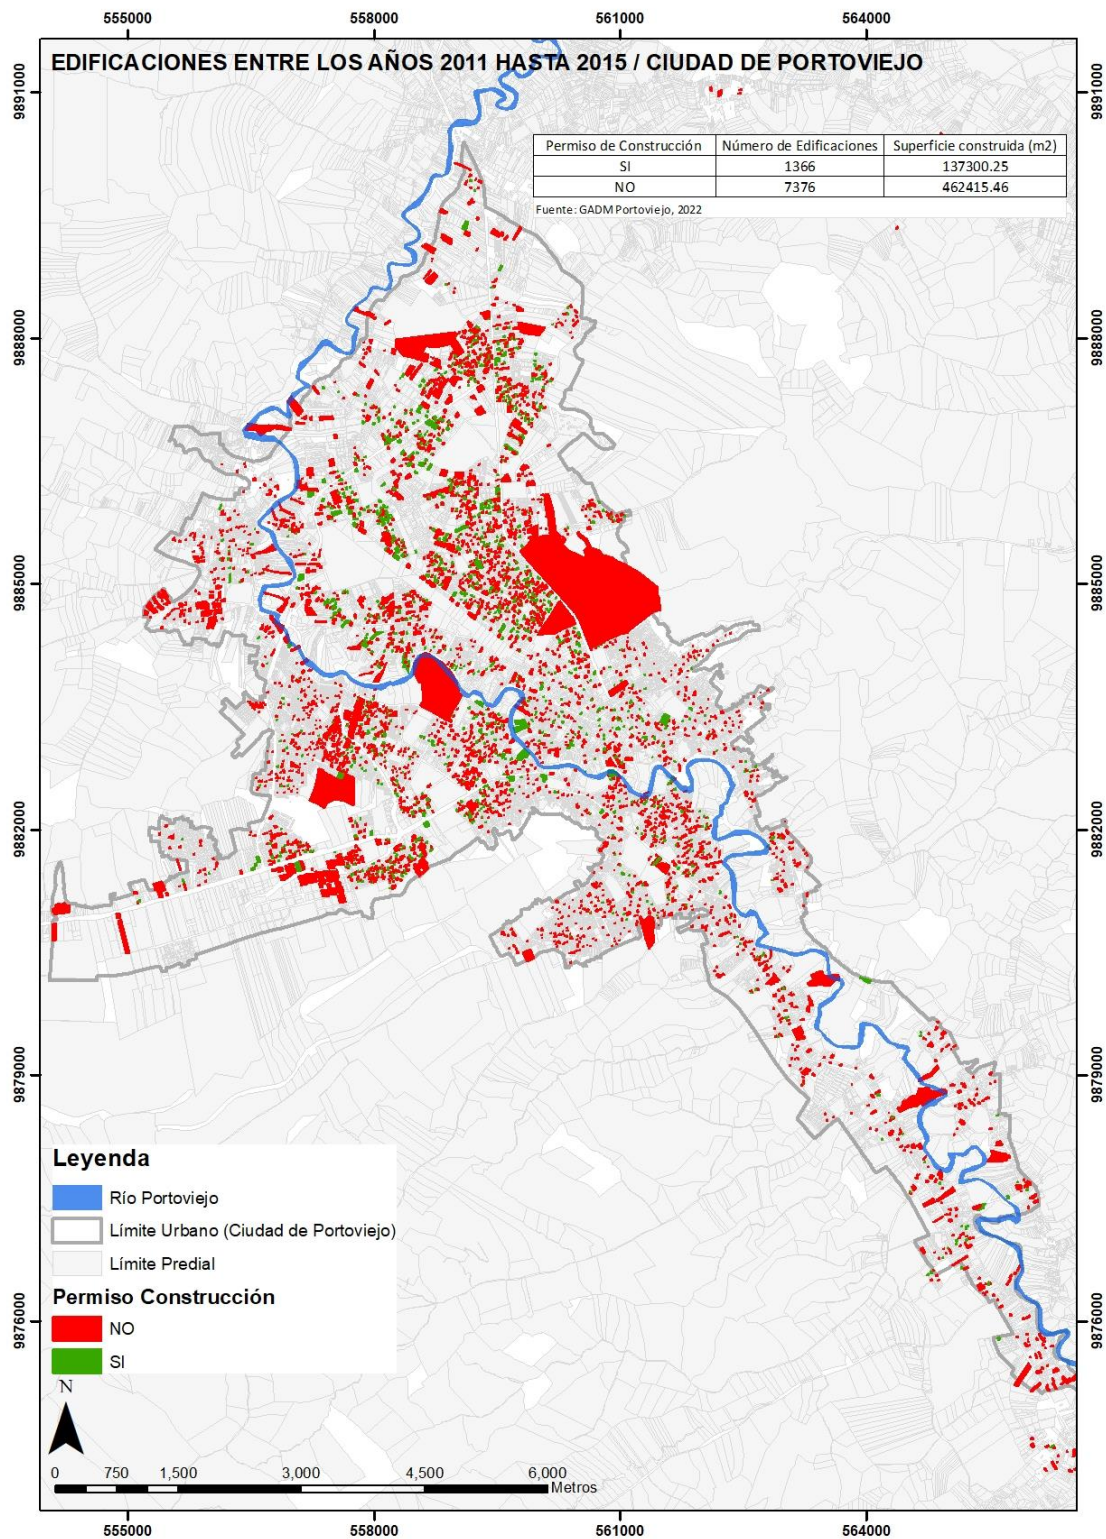 555000 558000 561000 564000
EDIFICACIONES ENTRE LOS AÑOS 2011 HASTA 2015 / CIUDAD DE PORTOVIEJO
9891000 9891000
Permiso de Construcción Número de Edificaciones Superficie construida (m2)
SI 1366 137300.25
NO 7376 462415.46
Fuente: GADM Portoviejo, 2022
9888000 9888000
9885000 9885000
9882000 9882000
9879000 9879000
Leyenda
Río Portoviejo
Límite Urbano (Ciudad de Portoviejo)
Límite Predial
Permiso Construcción
NO
SI
9876000 9876000
N
0 750 1,500 3,000 4,500 6,000
Metros
555000 558000 561000 564000